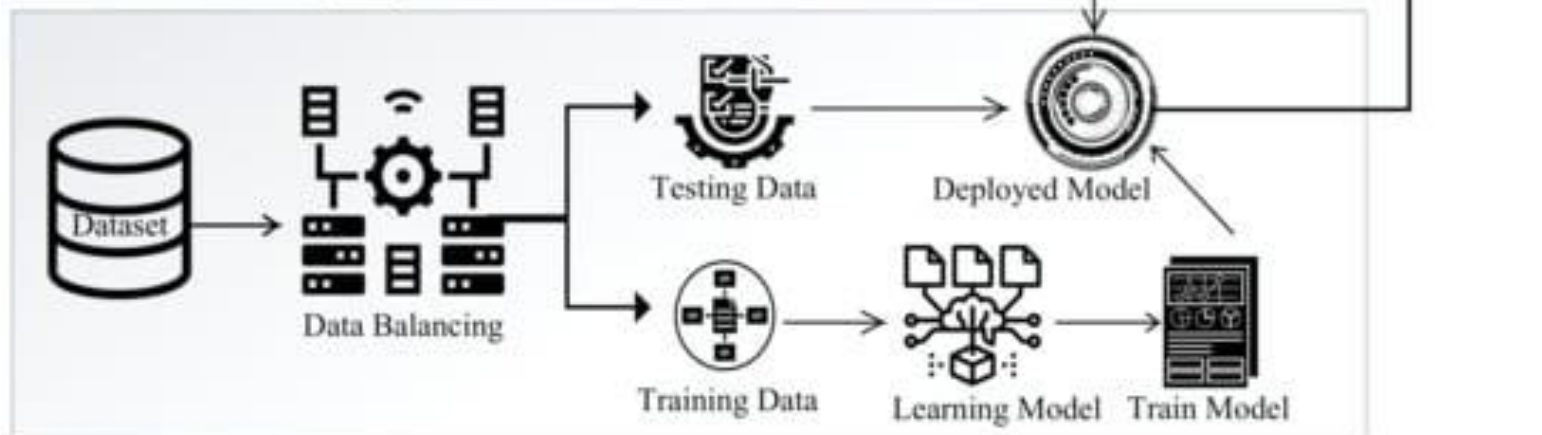 Dataset
Data Balancing
Testing Data
Deployed Model
Training Data
Learning Model
Train Model